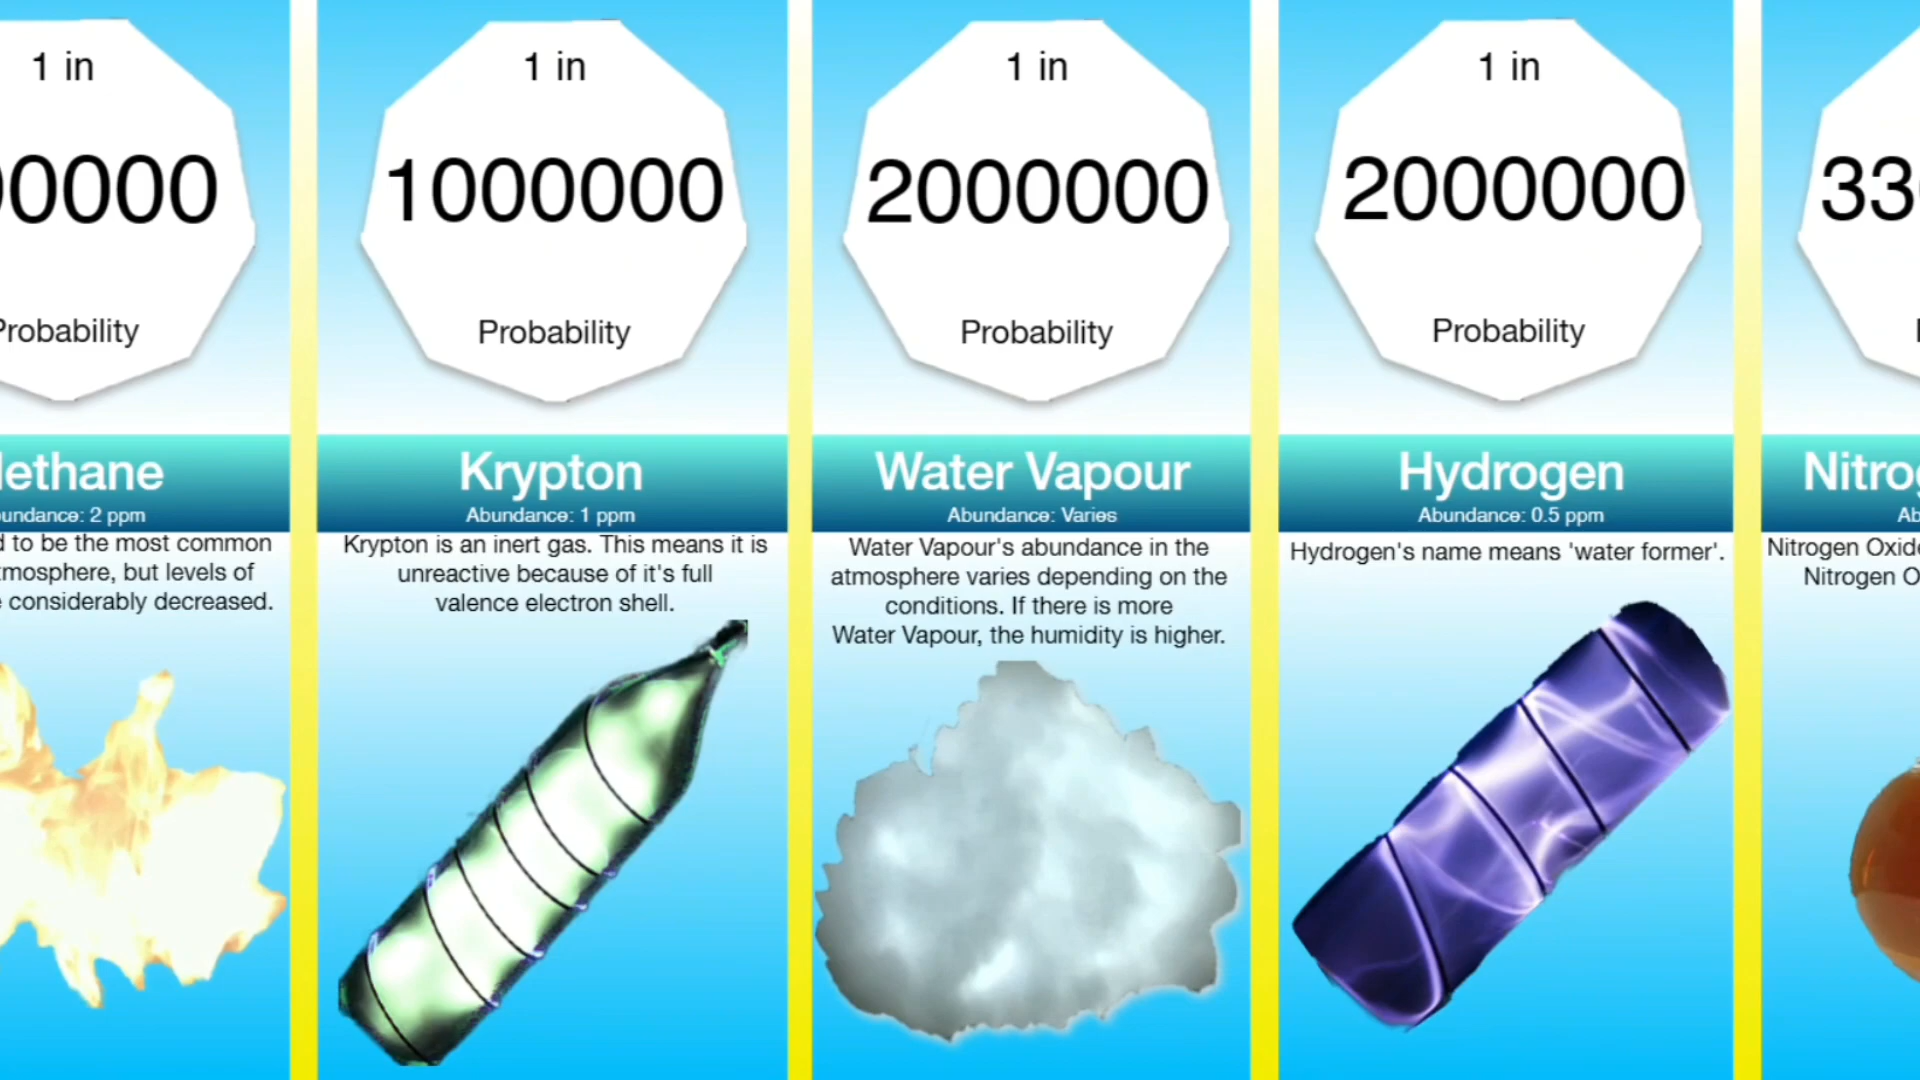 1 in
00000
Probability
ethane
undance: 2 ppm
d to be the most common
tmosphere, but levels of
considerably decreased.
1 in
1000000
Probability
Krypton
Abundance: 1 ppm
Krypton is an inert gas. This means it is
unreactive because of it's full
valence electron shell.
1 in
2000000
Probability
Water Vapour
Abundance: Varies
Water Vapour's abundance in the
atmosphere varies depending on the
conditions. If there is more
Water Vapour, the humidity is higher.
1 in
2000000
Probability
Hydrogen
Abundance: 0.5 ppm
Hydrogen's name means 'water former'.
33
Nitrog
Ab
Nitrogen Oxid
Nitrogen O